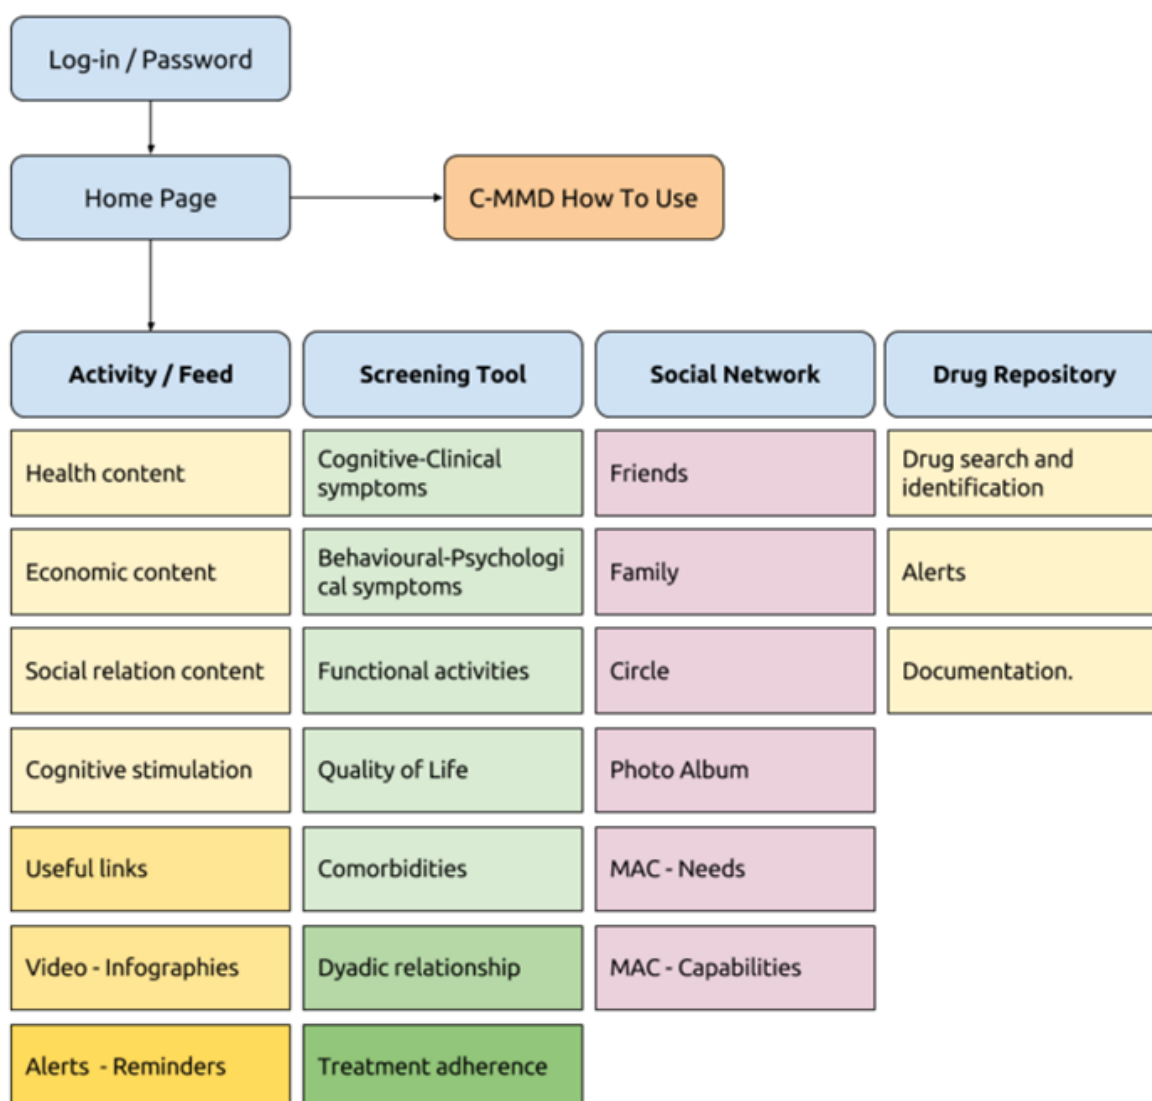 Log-in / Password
Home Page
C-MMD How To Use
Activity / Feed
Screening Tool
Social Network
Drug Repository
Health content
Cognitive-Clinical
symptoms
Friends
Drug search and
identification
Economic content
Behavioural-Psychologi
cal symptoms
Family
Alerts
Social relation content
Functional activities
Circle
Documentation.
Cognitive stimulation
Quality of Life
Photo Album
Useful links
Comorbidities
MAC - Needs
Video - Infographies
Dyadic relationship
MAC - Capabilities
Alerts  - Reminders
Treatment adherence